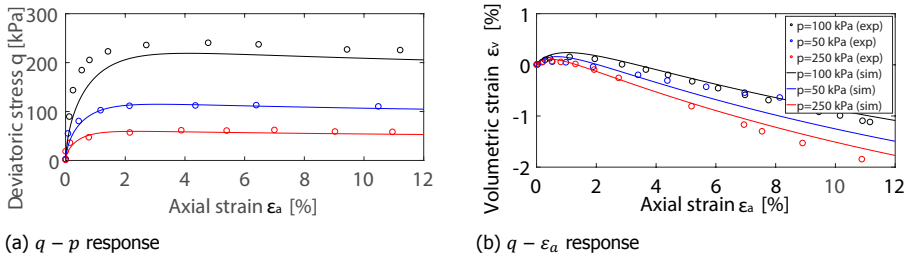 Deviatoric stress q [kPa]
300
200
100
0
0 2 4 6 8 10 12
Axial strain εa [%]
(a) q − p response
Volumetric strain εv [%]
1
0
-1
-2
0 2 4 6 8 10 12
Axial strain εa [%]
p=100 kPa (exp)
p=50 kPa (exp)
p=250 kPa (exp)
p=100 kPa (sim)
p=50 kPa (sim)
p=250 kPa (sim)
(b) q − εa response